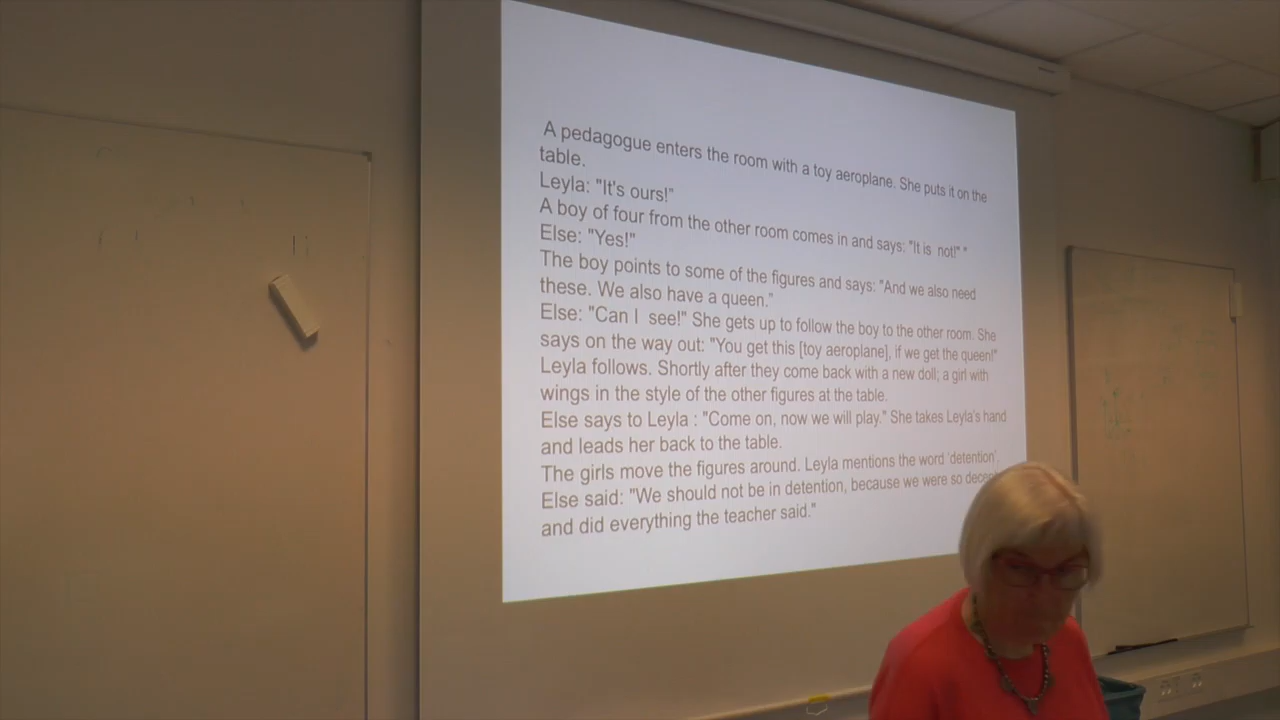 A pedagogue enters the room with a toy aeroplane. She puts it on the
table.
Leyla: "It's ours!"
A boy of four from the other room comes in and says: "It is not!" "
Else: "Yes!"
The boy points to some of the figures and says: "And we also need
these. We also have a queen."
Else: "Can I see!" She gets up to follow the boy to the other room. She
says on the way out: "You get this [toy aeroplane], if we get the queen!"
Leyla follows. Shortly after they come back with a new doll; a girl with
wings in the style of the other figures at the table.
Else says to Leyla : "Come on, now we will play." She takes Leyla's hand
and leads her back to the table.
The girls move the figures around. Leyla mentions the word 'detention'.
Else said: "We should not be in detention, because we were so
and did everything the teacher said."